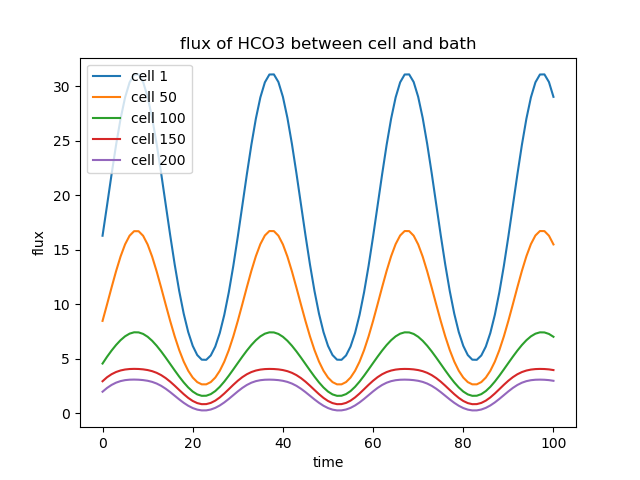 flux of HCO3 between cell and bath
cell 1
cell 50
cell 100
cell 150
cell 200
flux
30
25
20
15
10
5
0
0 20 40 60 80 100
time